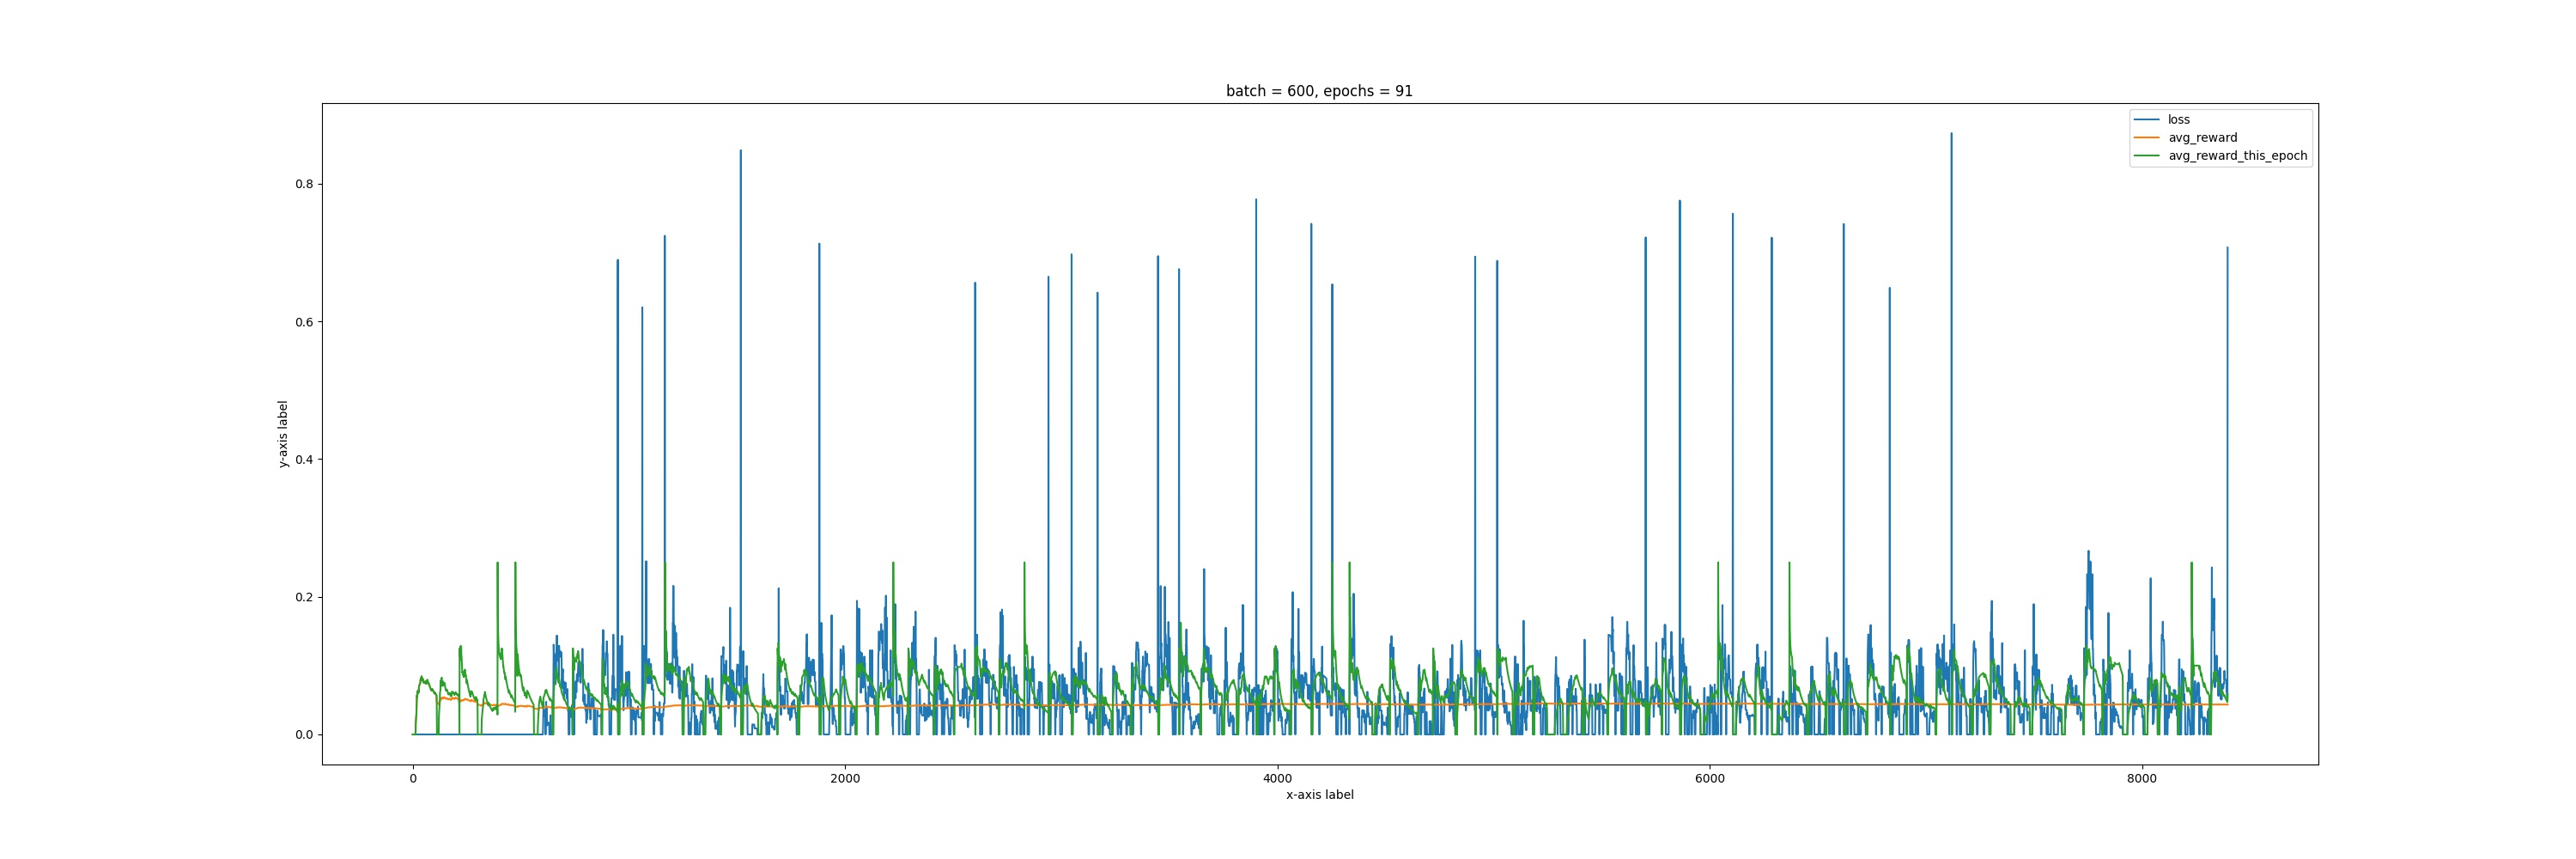 batch = 600, epochs = 91
loss
avg_reward
avg_reward_this_epoch
0.8
0.6
0.4
0.2
0.0
y-axis label
0 2000 4000 6000 8000
x-axis label